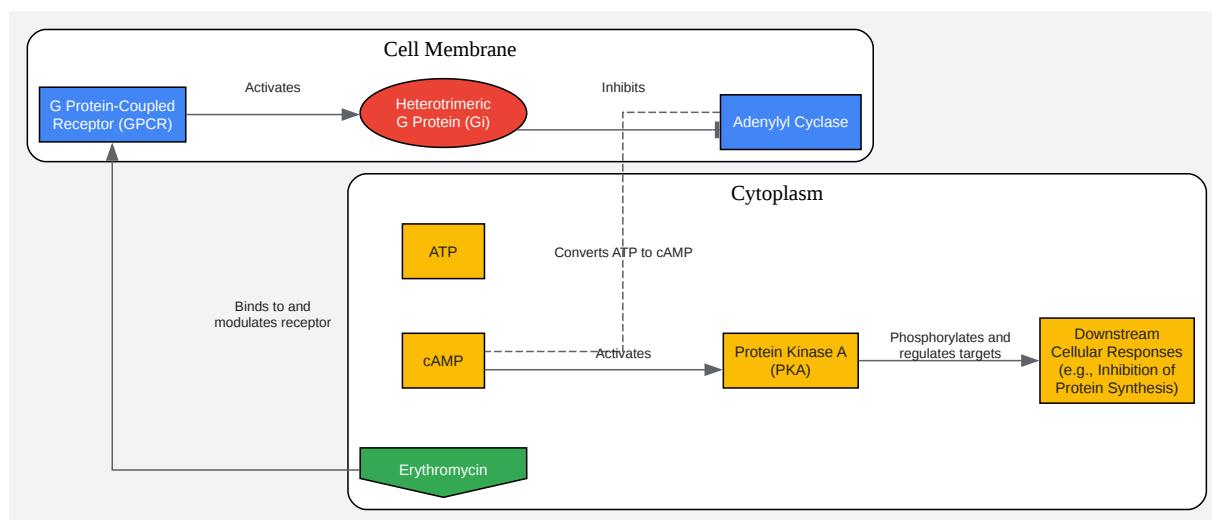 Cell Membrane
G Protein-Coupled
Receptor (GPCR)
Activates
Heterotrimeric
G Protein (Gi)
Inhibits
Adenylyl Cyclase
Cytoplasm
ATP
Converts ATP to cAMP
Binds to and
modulates receptor
cAMP
Activates
Protein Kinase A
(PKA)
Phosphorylates and
regulates targets
Downstream
Cellular Responses
(e.g., Inhibition of
Protein Synthesis)
Erythromycin